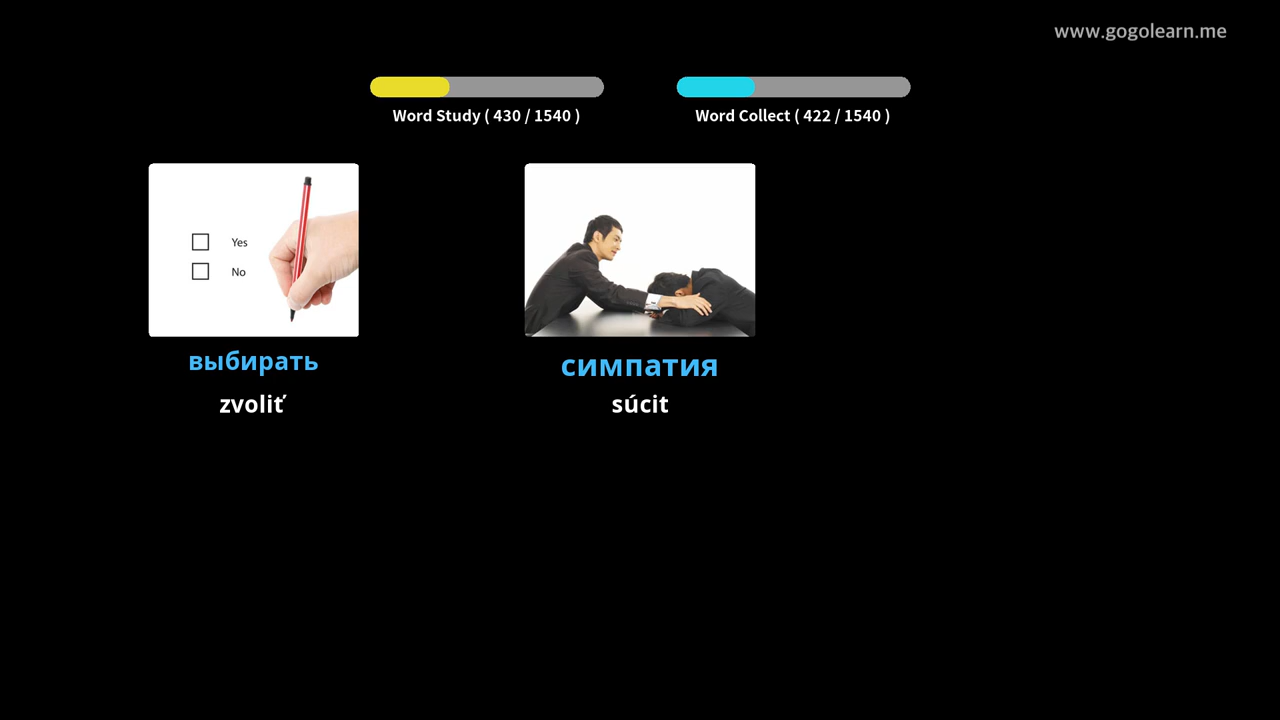 www.gogolearn.me
Word Study ( 430 / 1540 )
Word Collect ( 422 / 1540 )
Yes
No
выбирать
zvoliť
симпатия
súcit